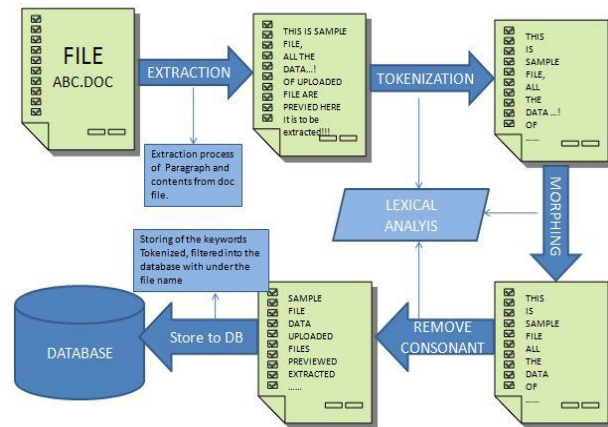 FILE
ABC.DOC
EXTRACTION
THIS IS SAMPLE
FILE,
ALL THE
DATA...!
OF UPLOADED
FILE ARE
PREVIED HERE
It is to be
extracted!!!
TOKENIZATION
THIS
IS
SAMPLE
FILE,
ALL
THE
DATA ...!
OF
......
Extraction process
of Paragraph and
contents from doc
file.
LEXICAL
ANALYIS
MORPHING
Storing of the keywords
Tokenized, filtered into the
database with under the
file name
THIS
IS
SAMPLE
FILE
ALL
THE
DATA
OF
......
REMOVE
CONSONANT
SAMPLE
FILE
DATA
UPLOADED
FILES
PREVIEWED
EXTRACTED
......
Store to DB
DATABASE